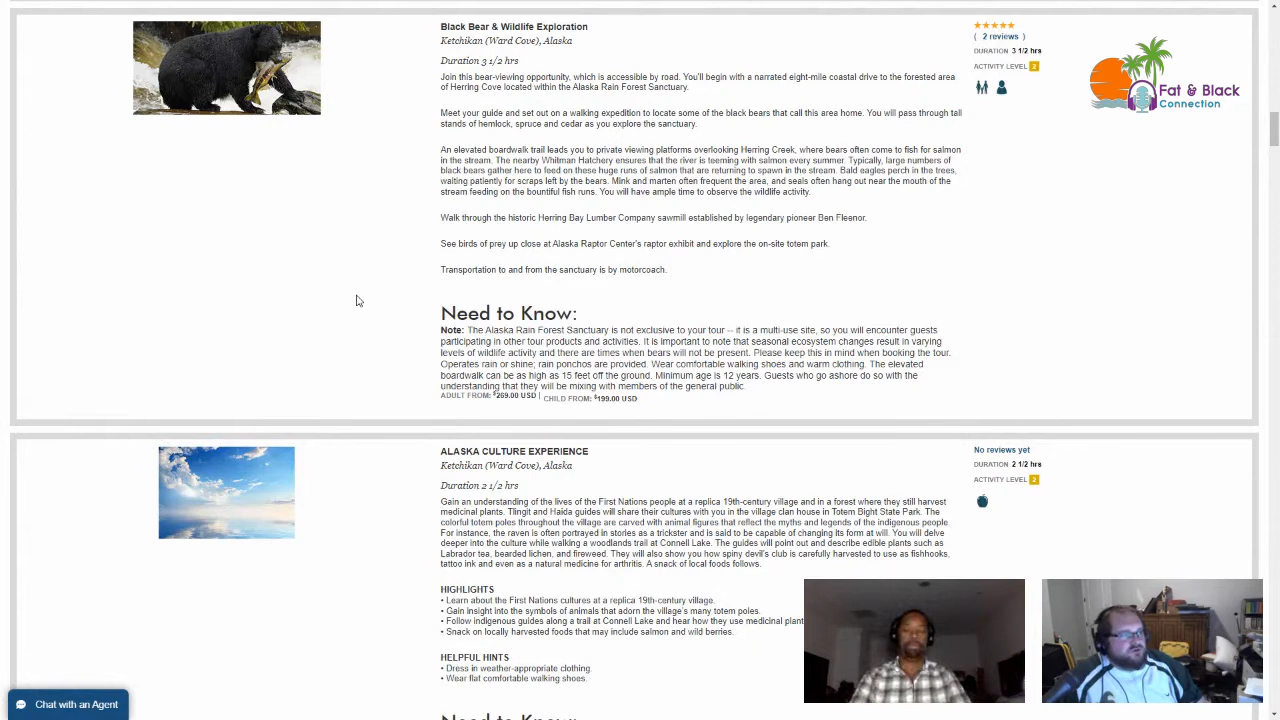 Black Bear & Wildlife Exploration
Ketchikan (Ward Cove), Alaska
Duration 3 1/2 hrs
Join this bear-viewing opportunity, which is accessible by road. You'll begin with a narrated eight-mile coastal drive to the forested area
of Herring Cove located within the Alaska Rain Forest Sanctuary.
Meet your guide and set out on a walking expedition to locate some of the black bears that call this area home. You will pass through tall
stands of hemlock, spruce and cedar as you explore the sanctuary.
An elevated boardwalk trail leads you to private viewing platforms overlooking Herring Creek, where bears often come to fish for salmon
in the stream. The nearby Whitman Hatchery ensures that the river is teeming with salmon every summer. Typically, large numbers of
black bears gather here to feed on these huge runs of salmon that are returning to spawn in the stream. Bald eagles perch in the trees,
waiting patiently for scraps left by the bears. Mink and marten often frequent the area, and seals often hang out near the mouth of the
stream feeding on the bountiful fish runs. You will have ample time to observe the wildlife activity.
Walk through the historic Herring Bay Lumber Company sawmill established by legendary pioneer Ben Fleenor.
See birds of prey up close at Alaska Raptor Center's raptor exhibit and explore the on-site totem park.
Transportation to and from the sanctuary is by motorcoach.
Need to Know:
Note: The Alaska Rain Forest Sanctuary is not exclusive to your tour -- it is a multi-use site, so you will encounter guests
participating in other tour products and activities. It is important to note that seasonal ecosystem changes result in varying
levels of wildlife activity and there are times when bears will not be present. Please keep this in mind when booking the tour.
Operates rain or shine; rain ponchos are provided. Wear comfortable walking shoes and warm clothing. The elevated
boardwalk can be as high as 15 feet off the ground. Minimum age is 12 years. Guests who go ashore do so with the
understanding that they will be mixing with members of the general public.
ADULT FROM: $269.00 USD | CHILD FROM: $199.00 USD
( 2 reviews )
DURATION 3 1/2 hrs
ACTIVITY LEVEL 2
Fat & Black
Connection
ALASKA CULTURE EXPERIENCE
Ketchikan (Ward Cove), Alaska
Duration 2 1/2 hrs
Gain an understanding of the lives of the First Nations people at a replica 19th-century village and in a forest where they still harvest
medicinal plants. Tlingit and Haida guides will share their cultures with you in the village clan house in Totem Bight State Park. The
colorful totem poles throughout the village are carved with animal figures that reflect the myths and legends of the indigenous people.
For instance, the raven is often portrayed in stories as a trickster and is said to be capable of changing its form at will. You will delve
deeper into the culture while walking a woodlands trail at Connell Lake. The guides will point out and describe edible plants such as
Labrador tea, bearded lichen, and fireweed. They will also show you how spiny devil's club is carefully harvested to use as fishhooks,
tattoo ink and even as a natural medicine for arthritis. A snack of local foods follows.
HIGHLIGHTS
• Learn about the First Nations cultures at a replica 19th-century village.
• Gain insight into the symbols of animals that adorn the village's many totem poles.
• Follow indigenous guides along a trail at Connell Lake and hear how they use medicinal plant
• Snack on locally harvested foods that may include salmon and wild berries.
HELPFUL HINTS
• Dress in weather-appropriate clothing.
• Wear flat comfortable walking shoes.
No reviews yet
DURATION 2 1/2 hrs
ACTIVITY LEVEL 2
Chat with an Agent